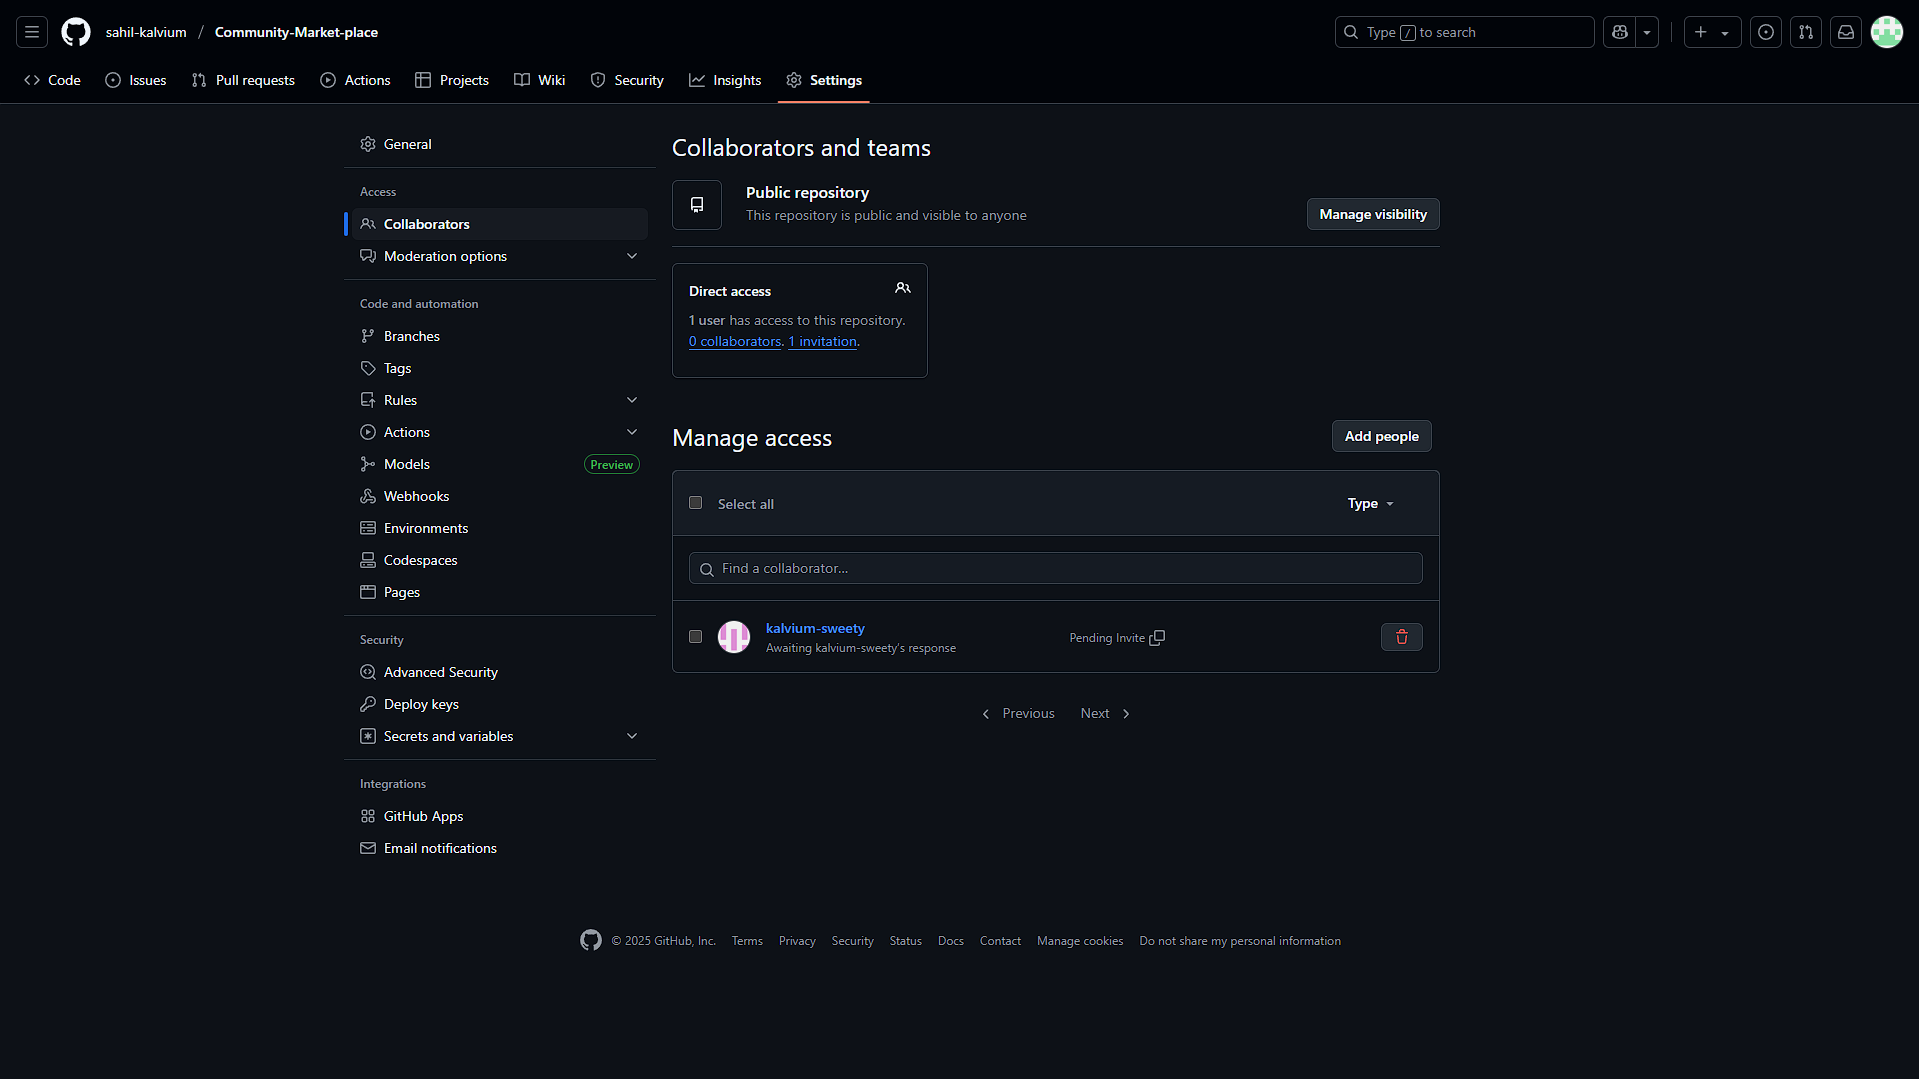 sahil-kalvium / Community-Market-place
Type / to search
Code Issues Pull requests Actions Projects Wiki Security Insights Settings
General
Access
Collaborators
Moderation options
Code and automation
Branches
Tags
Rules
Actions
Models Preview
Webhooks
Environments
Codespaces
Pages
Security
Advanced Security
Deploy keys
Secrets and variables
Integrations
GitHub Apps
Email notifications
Collaborators and teams
Public repository
This repository is public and visible to anyone
Manage visibility
Direct access
1 user has access to this repository.
0 collaborators. 1 invitation.
Manage access
Add people
Select all
Type
Find a collaborator...
kalvium-sweety
Awaiting kalvium-sweety's response
Pending Invite
Previous Next
© 2025 GitHub, Inc. Terms Privacy Security Status Docs Contact Manage cookies Do not share my personal information